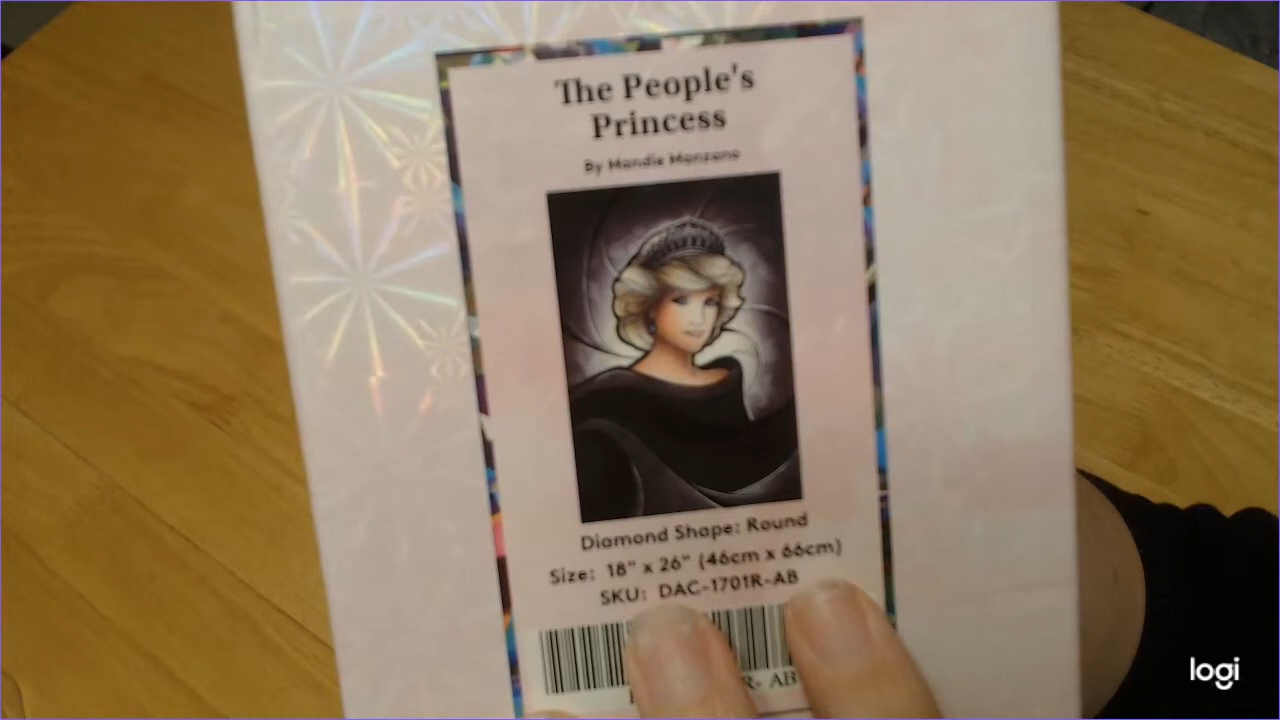 The People's
Princess
By Mandie Manzano
Diamond Shape: Round
Size: 18" x 26" (46cm x 66cm)
SKU: DAC-1701R-AB
R- AB
logi